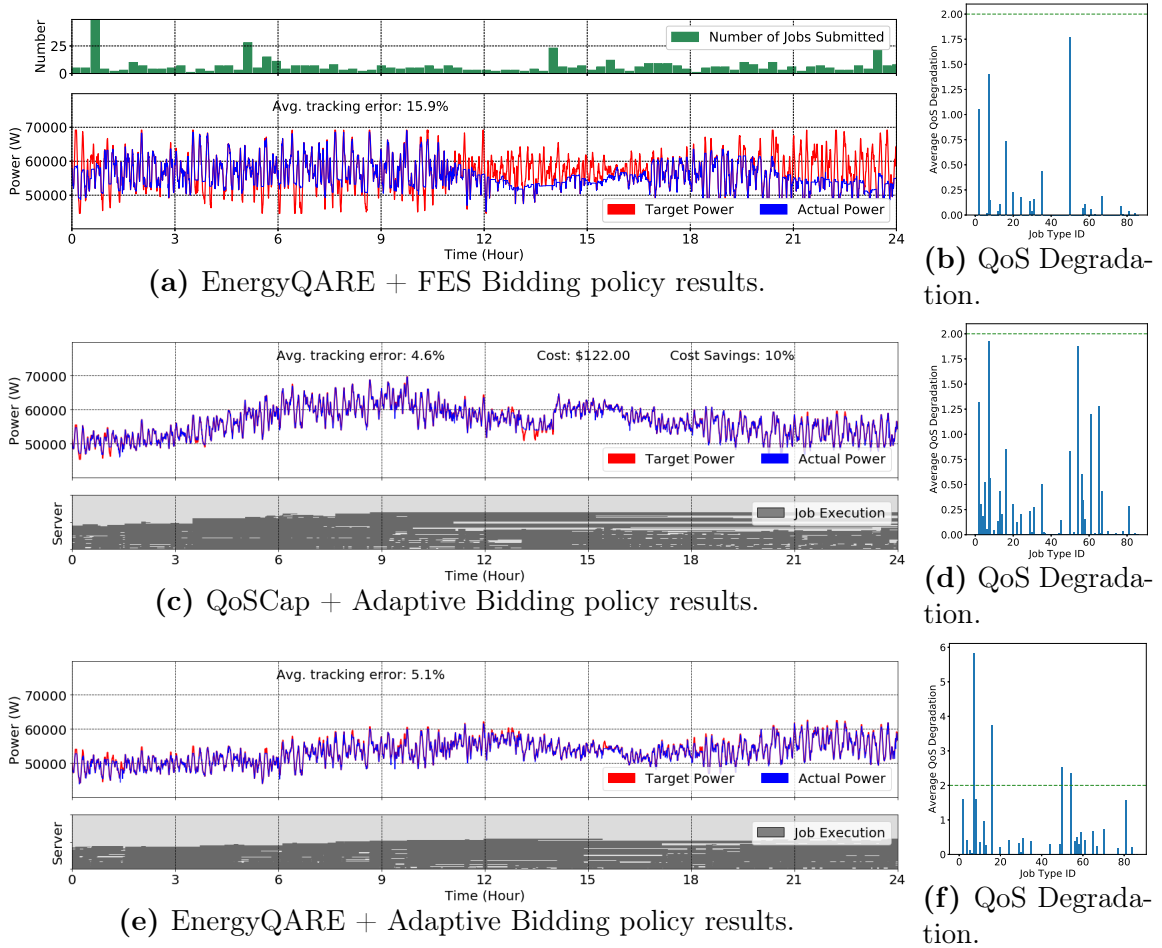 Number
25
0
Number of Jobs Submitted
Avg. tracking error: 15.9%
Power (W)
70000
60000
50000
Target Power
Actual Power
0 3 6 9 12 15 18 21 24
Time (Hour)
(a) EnergyQARE + FES Bidding policy results.
Average QoS Degradation
2.00
1.75
1.50
1.25
1.00
0.75
0.50
0.25
0.00
0 20 40 60 80
Job Type ID
(b) QoS Degrada-
tion.
Avg. tracking error: 4.6% Cost: $122.00 Cost Savings: 10%
Power (W)
70000
60000
50000
Target Power
Actual Power
Server
Job Execution
0 3 6 9 12 15 18 21 24
Time (Hour)
(c) QoSCap + Adaptive Bidding policy results.
Average QoS Degradation
2.00
1.75
1.50
1.25
1.00
0.75
0.50
0.25
0.00
0 20 40 60 80
Job Type ID
(d) QoS Degrada-
tion.
Avg. tracking error: 5.1%
Power (W)
70000
60000
50000
Target Power
Actual Power
Server
Job Execution
0 3 6 9 12 15 18 21 24
Time (Hour)
(e) EnergyQARE + Adaptive Bidding policy results.
Average QoS Degradation
6
5
4
3
2
1
0
0 20 40 60 80
Job Type ID
(f) QoS Degrada-
tion.